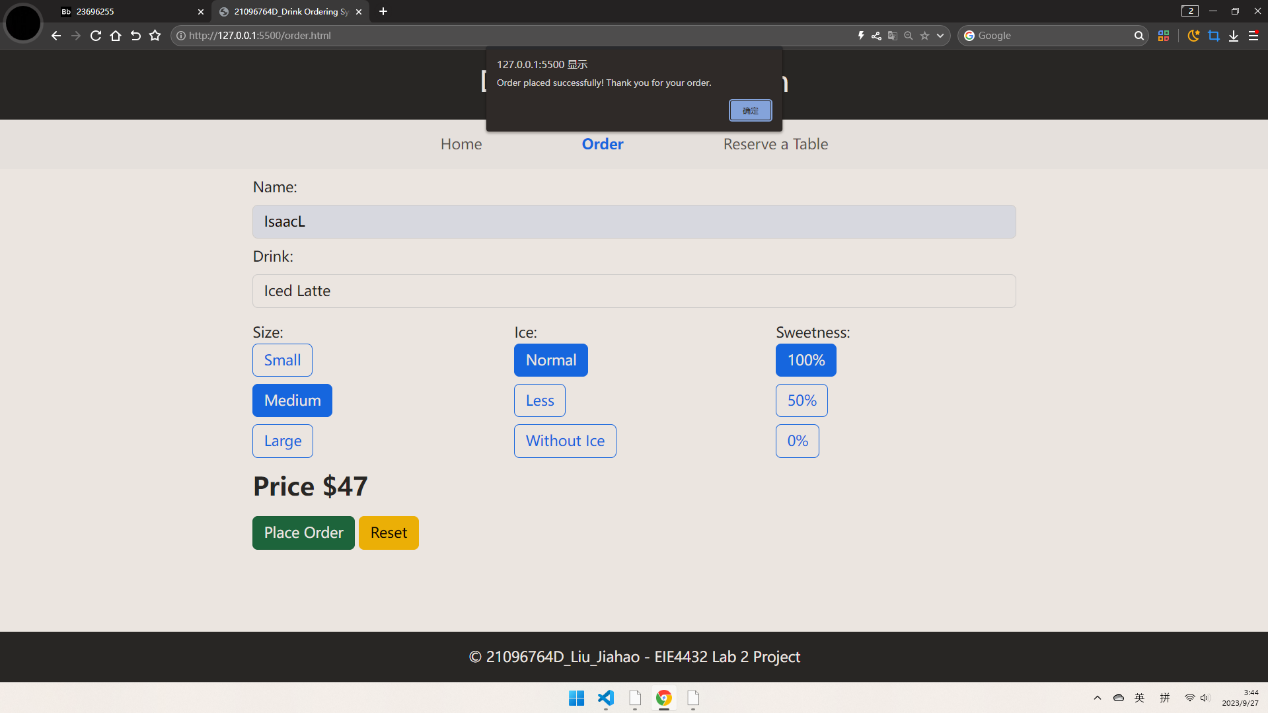 Bb 23696255
21096764D_Drink Ordering Sy
2
http://127.0.0.1:5500/order.html
Google
127.0.0.1:5500 显示
Order placed successfully! Thank you for your order.
确定
Home
Order
Reserve a Table
Name:
IsaacL
Drink:
Iced Latte
Size:
Ice:
Sweetness:
Small
Normal
100%
Medium
Less
50%
Large
Without Ice
0%
Price $47
Place Order
Reset
© 21096764D_Liu_Jiahao - EIE4432 Lab 2 Project
英
拼
3:44
2023/9/27